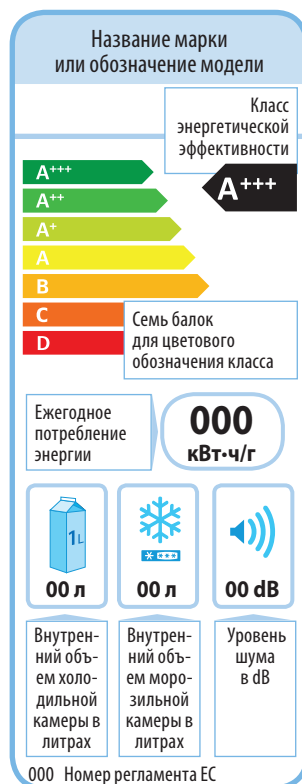 Название марки
или обозначение модели
Класс
энергетической
эффективности
A+++
A+++
A++
A+
A
B
C
D
Семь балок
для цветового
обозначения класса
Ежегодное
потребление
энергии
000
кВт·ч/г
1L
00 л
00 л
00 dB
Внутрен-
ний объ-
ем холо-
дильной
камеры в
литрах
Внутрен-
ний объ-
ем моро-
зильной
камеры в
литрах
Уровень
шума
в dB
000 Номер регламента ЕС